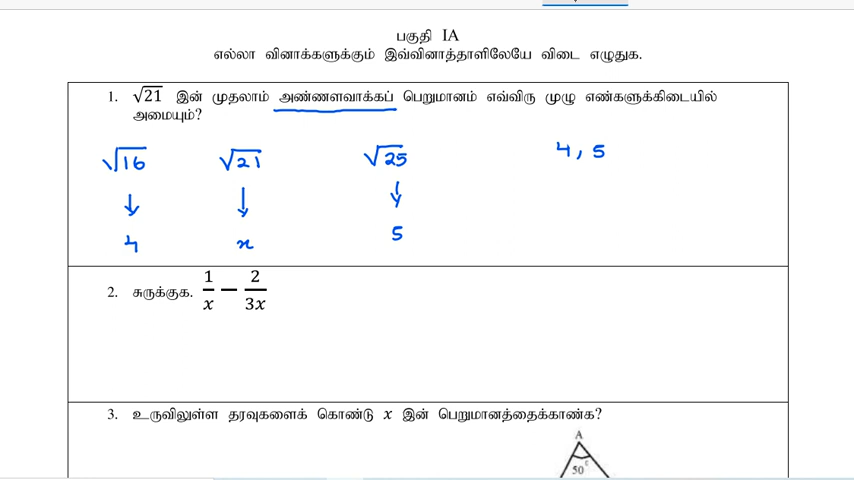 பகுதி IA
எல்லா வினாக்களுக்கும் இவ்வினாத்தாளிலேயே விடை எழுதுக.
1. √21 இன் முதலாம் அண்ணளவாக்கப் பெறுமானம் எவ்விரு முழு எண்களுக்கிடையில்
அமையும்?
√16 √21 √25 4, 5
↓ ↓ ↓
4 x 5
2. சுருக்குக. 1/x − 2/3x
3. உருவிலுள்ள தரவுகளைக் கொண்டு x இன் பெறுமானத்தைக்காண்க?
A
50°